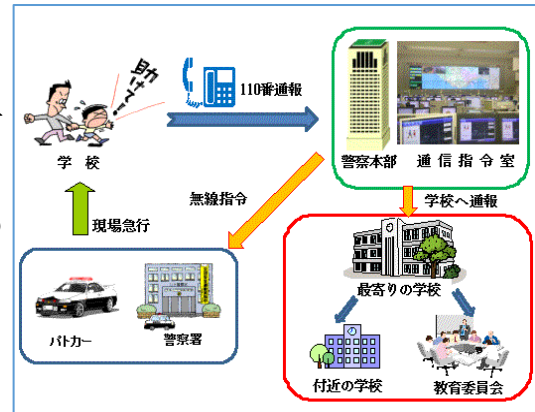 助けて!
110番通報
学校
警察本部
通信指令室
無線指令
学校へ通報
現場急行
最寄りの学校
パトカー
警察署
付近の学校
教育委員会